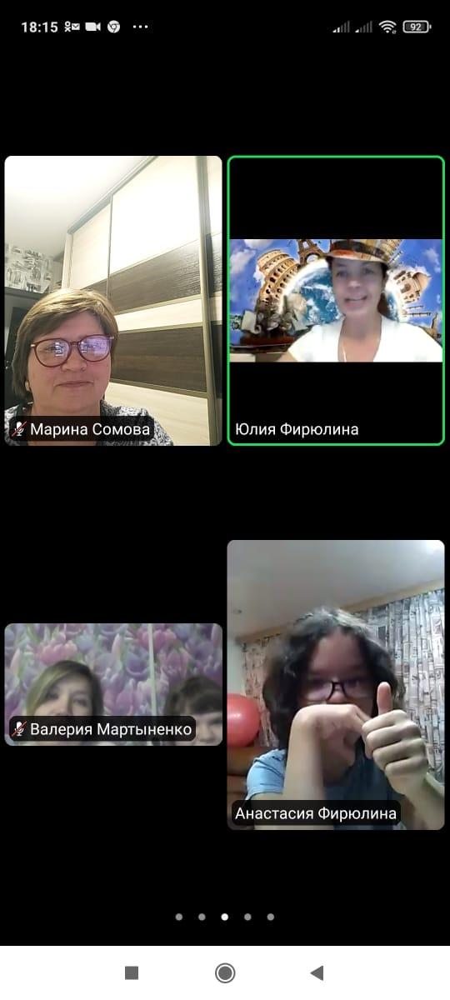 18:15
92
Марина Сомова
Юлия Фирюлина
Валерия Мартыненко
Анастасия Фирюлина